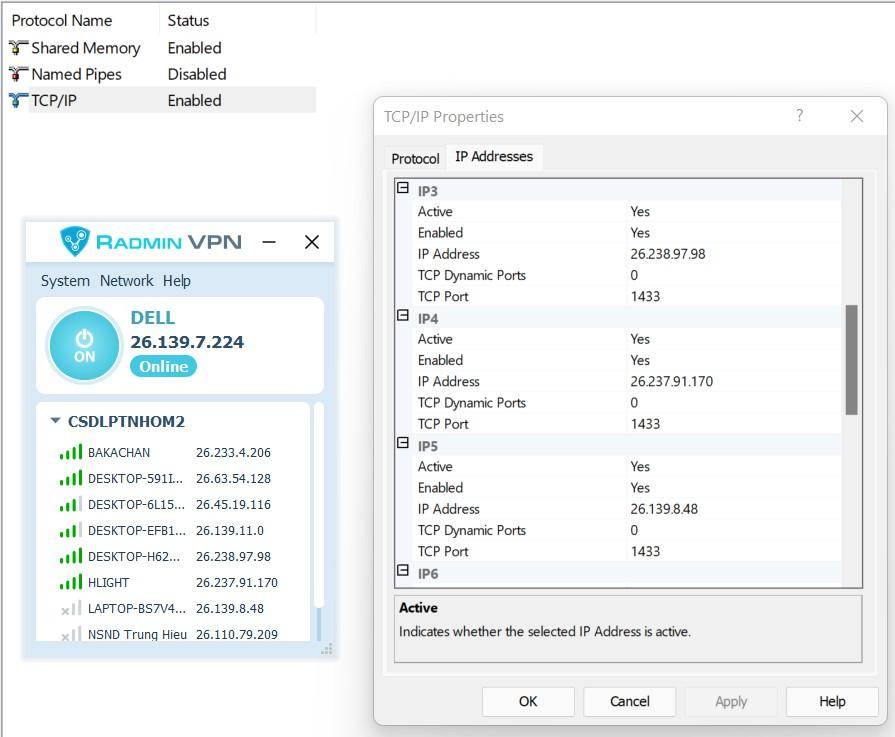 Protocol Name Status
Shared Memory Enabled
Named Pipes Disabled
TCP/IP Enabled
RADMIN VPN
System Network Help
ON
DELL
26.139.7.224
Online
CSDLPTNHOM2
BAKACHAN 26.233.4.206
DESKTOP-591I... 26.63.54.128
DESKTOP-6L15... 26.45.19.116
DESKTOP-EFB1... 26.139.11.0
DESKTOP-H62... 26.238.97.98
HLIGHT 26.237.91.170
LAPTOP-BS7V4... 26.139.8.48
NSND Trung Hieu 26.110.79.209
TCP/IP Properties ?
Protocol IP Addresses
IP3
Active Yes
Enabled Yes
IP Address 26.238.97.98
TCP Dynamic Ports 0
TCP Port 1433
IP4
Active Yes
Enabled Yes
IP Address 26.237.91.170
TCP Dynamic Ports 0
TCP Port 1433
IP5
Active Yes
Enabled Yes
IP Address 26.139.8.48
TCP Dynamic Ports 0
TCP Port 1433
IP6
Active
Indicates whether the selected IP Address is active.
OK Cancel Apply Help